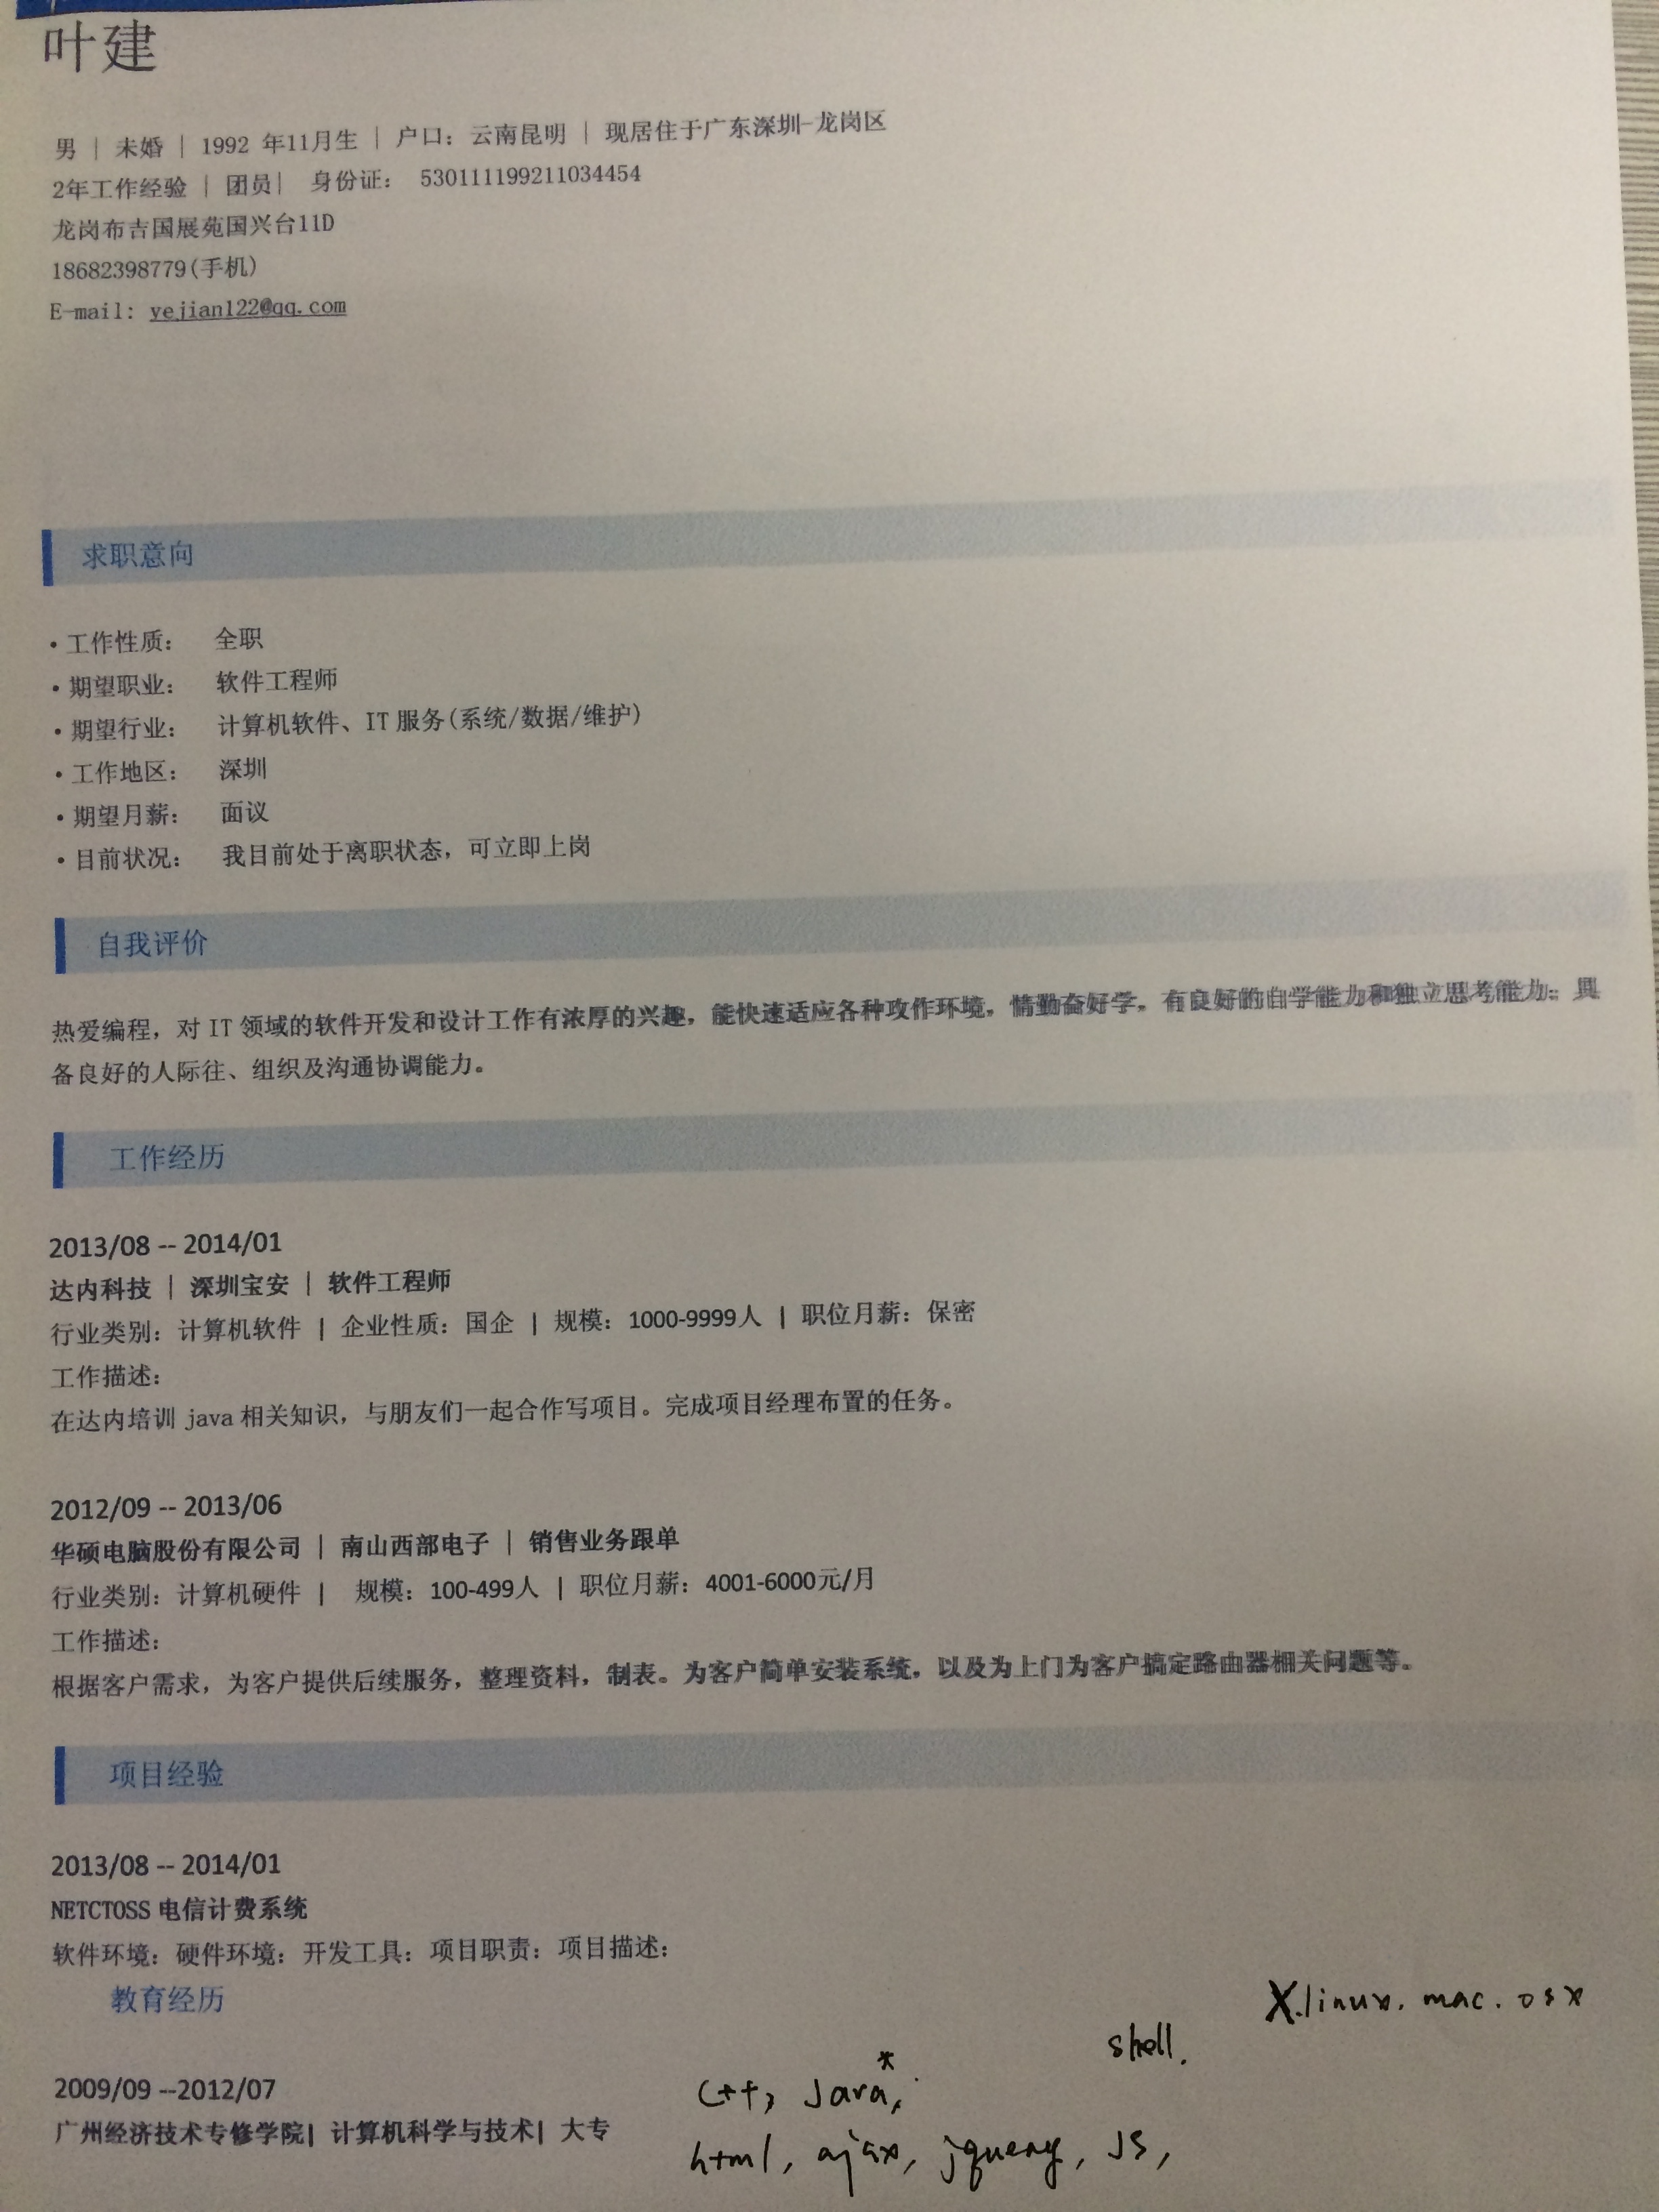 叶建
男 | 未婚 | 1992 年11月生 | 户口：云南昆明 | 现居住于广东深圳-龙岗区
2年工作经验 | 团员| 身份证： 530111199211034454
龙岗布吉国展苑国兴台11D
18682398779(手机)
E-mail: yejian122@qq.com
求职意向
• 工作性质： 全职
• 期望职业： 软件工程师
• 期望行业： 计算机软件、IT 服务(系统/数据/维护)
• 工作地区： 深圳
• 期望月薪： 面议
• 目前状况： 我目前处于离职状态，可立即上岗
自我评价
热爱编程，对 IT 领域的软件开发和设计工作有浓厚的兴趣，能快速适应各种攻作环境，情勤奋好学，有良好的自学能力和独立思考能力；具
备良好的人际往、组织及沟通协调能力。
工作经历
2013/08 -- 2014/01
达内科技 | 深圳宝安 | 软件工程师
行业类别：计算机软件 | 企业性质：国企 | 规模：1000-9999人 | 职位月薪：保密
工作描述：
在达内培训 java 相关知识，与朋友们一起合作写项目。完成项目经理布置的任务。
2012/09 -- 2013/06
华硕电脑股份有限公司 | 南山西部电子 | 销售业务跟单
行业类别：计算机硬件 | 规模：100-499人 | 职位月薪：4001-6000元/月
工作描述：
根据客户需求，为客户提供后续服务，整理资料，制表。为客户简单安装系统，以及为上门为客户搞定路由器相关问题等。
项目经验
2013/08 -- 2014/01
NETCTOSS 电信计费系统
软件环境：硬件环境：开发工具：项目职责：项目描述：
教育经历
X.linux. mac. osx
shell.
2009/09 --2012/07
c++, Java*,
广州经济技术专修学院| 计算机科学与技术| 大专
html, ajax, jquery, JS,